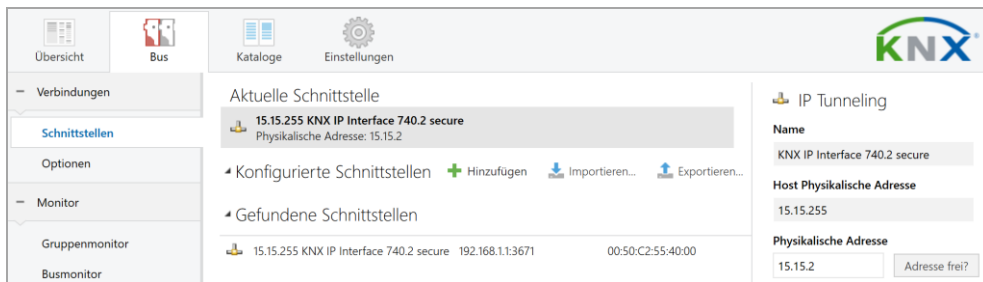 Übersicht
Bus
Kataloge
Einstellungen
KNX
Verbindungen
Schnittstellen
Optionen
Monitor
Gruppenmonitor
Busmonitor
Aktuelle Schnittstelle
15.15.255 KNX IP Interface 740.2 secure
Physikalische Adresse: 15.15.2
Konfigurierte Schnittstellen Hinzufügen Importieren... Exportieren...
Gefundene Schnittstellen
15.15.255 KNX IP Interface 740.2 secure 192.168.1.1:3671 00:50:C2:55:40:00
IP Tunneling
Name
KNX IP Interface 740.2 secure
Host Physikalische Adresse
15.15.255
Physikalische Adresse
15.15.2 Adresse frei?